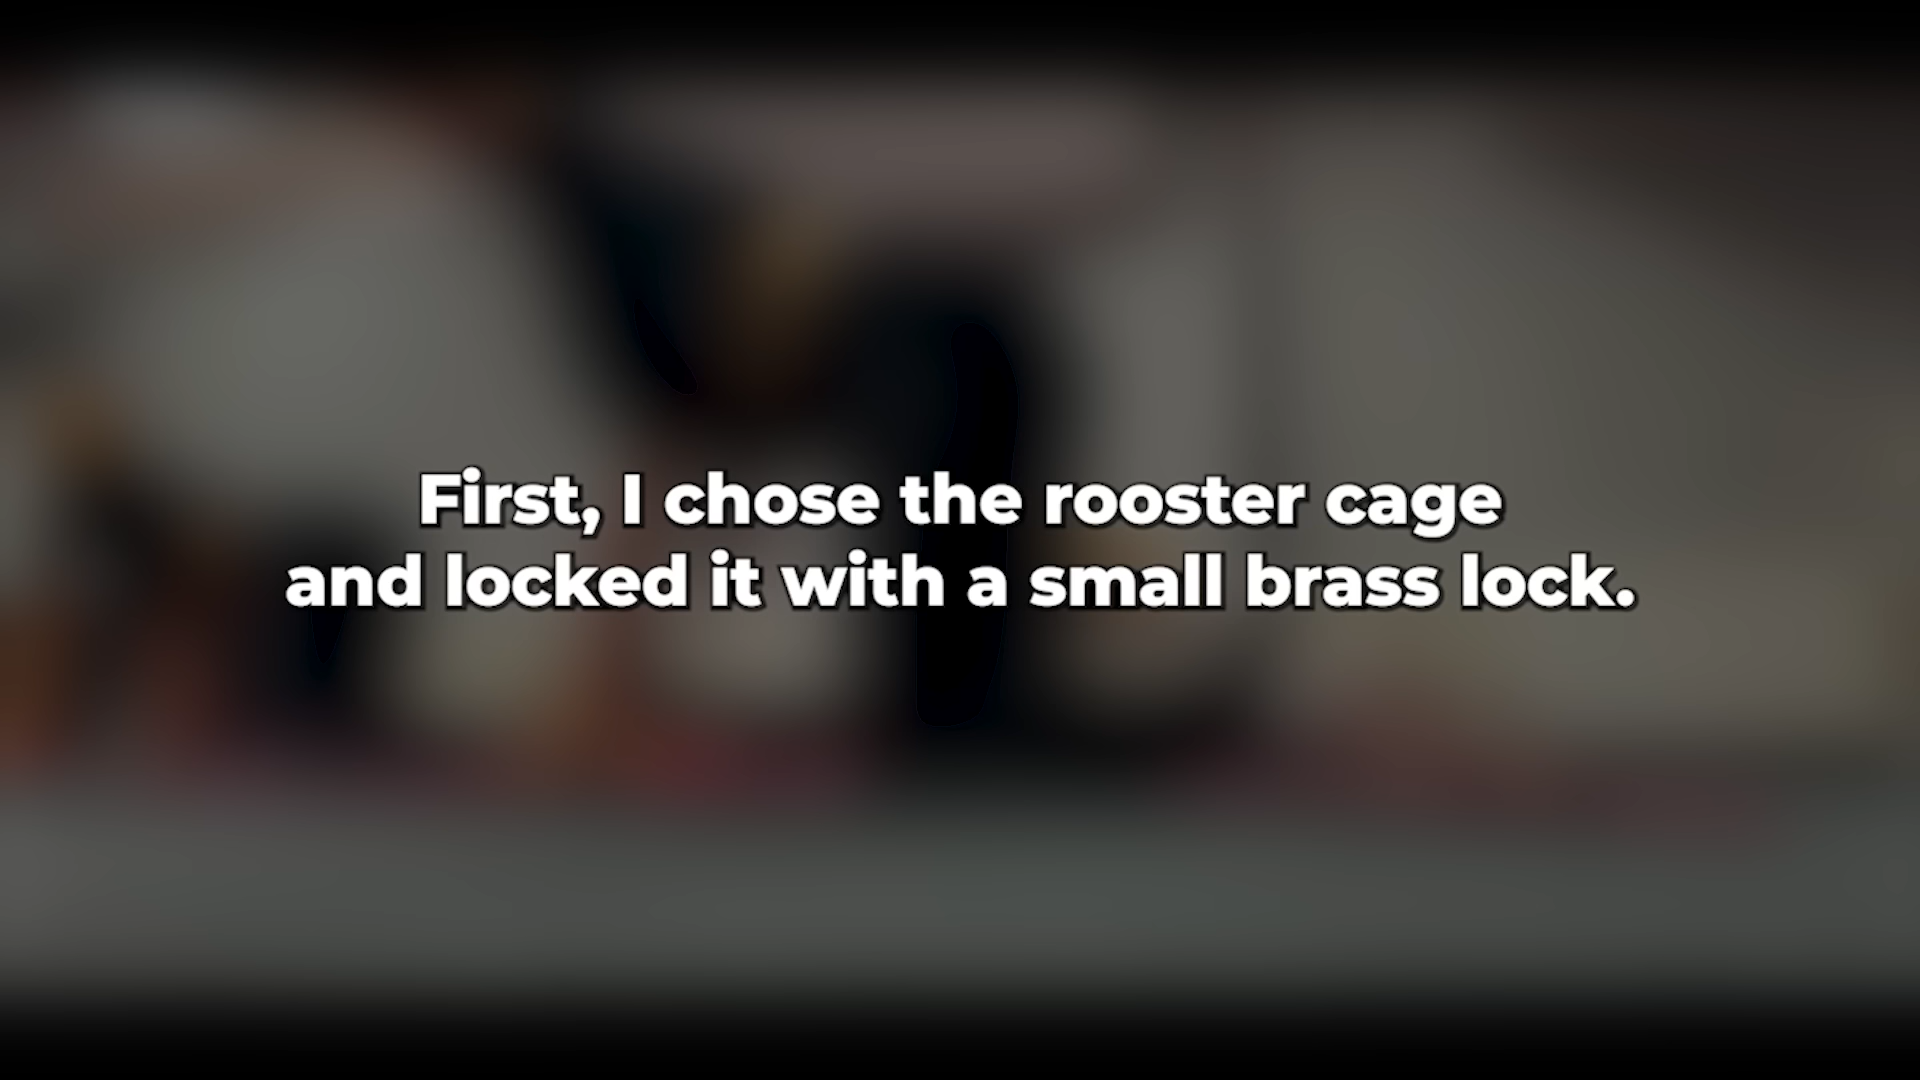 First, I chose the rooster cage
and locked it with a small brass lock.